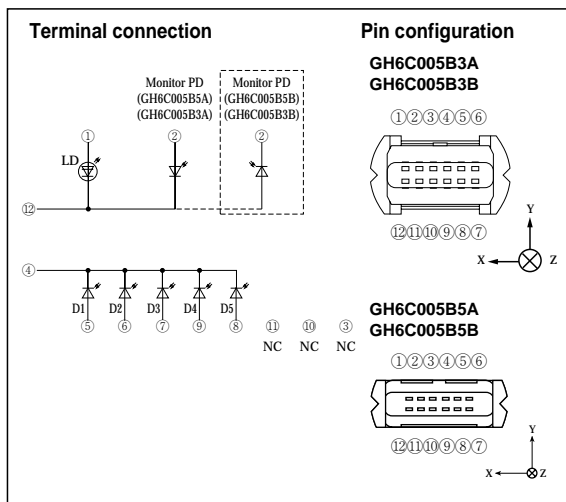 Terminal connection
Pin configuration
GH6C005B3A
GH6C005B3B
Monitor PD
(GH6C005B5A)
(GH6C005B3A)
Monitor PD
(GH6C005B5B)
(GH6C005B3B)
①②③④⑤⑥
① ② ②
LD
⑫
⑫⑪⑩⑨⑧⑦
Y
X
Z
④
D1 D2 D3 D4 D5
⑤ ⑥ ⑦ ⑨ ⑧ ⑪ ⑩ ③
NC NC NC
GH6C005B5A
GH6C005B5B
①②③④⑤⑥
⑫⑪⑩⑨⑧⑦
Y
X
Z